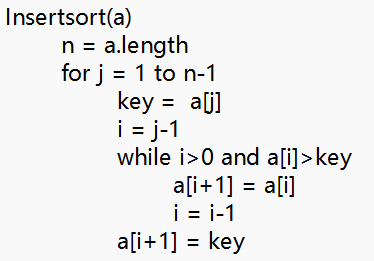 Insertsort(a)
n = a.length
for j = 1 to n-1
key = a[j]
i = j-1
while i>0 and a[i]>key
a[i+1] = a[i]
i = i-1
a[i+1] = key